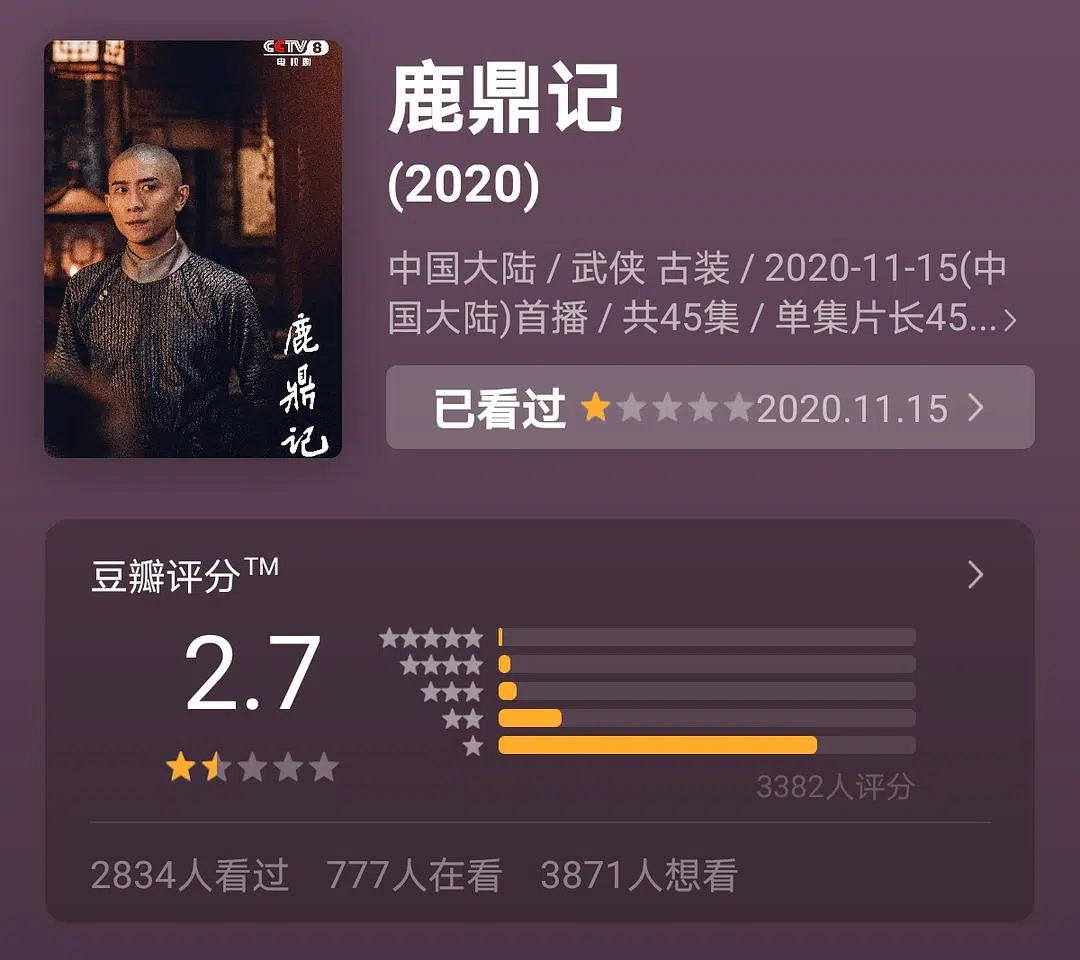 CCTV 8
电视剧
鹿鼎记
鹿鼎记
(2020)
中国大陆 / 武侠 古装 / 2020-11-15(中
国大陆)首播 / 共45集 / 单集片长45...
已看过 2020.11.15
豆瓣评分TM
2.7
3382人评分
2834人看过 777人在看 3871人想看